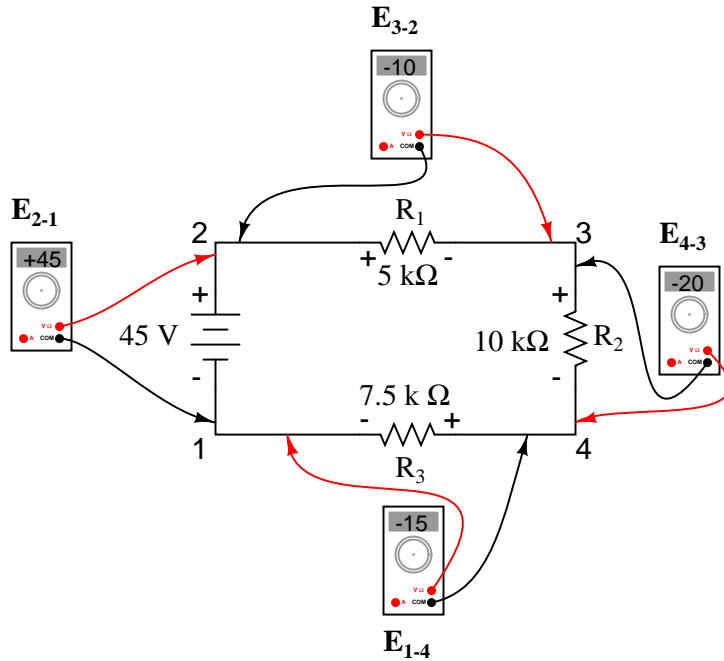 E3-2
-10
V Ω
A COM
E2-1
+45
V Ω
A COM
2
R1
3
+ -
5 kΩ
E4-3
-20
V Ω
A COM
+
45 V
-
+
10 kΩ R2
-
7.5 k Ω
- +
R3
1
4
-15
V Ω
A COM
E1-4